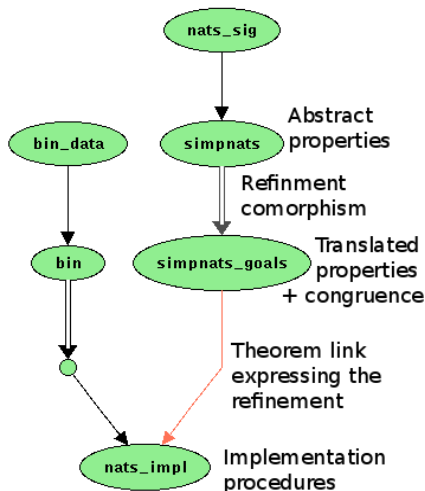 nats_sig
Abstract
properties
bin_data
simpnats
Refinment
comorphism
bin
simpnats_goals
Translated
properties
+ congruence
Theorem link
expressing the
refinement
nats_impl
Implementation
procedures